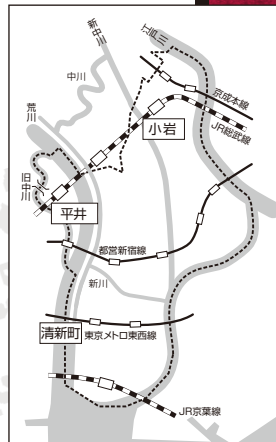 新中川
江戸川
中川
京成本線
荒川
小岩
JR総武線
旧中川
平井
都営新宿線
新川
清新町
東京メトロ東西線
JR京葉線